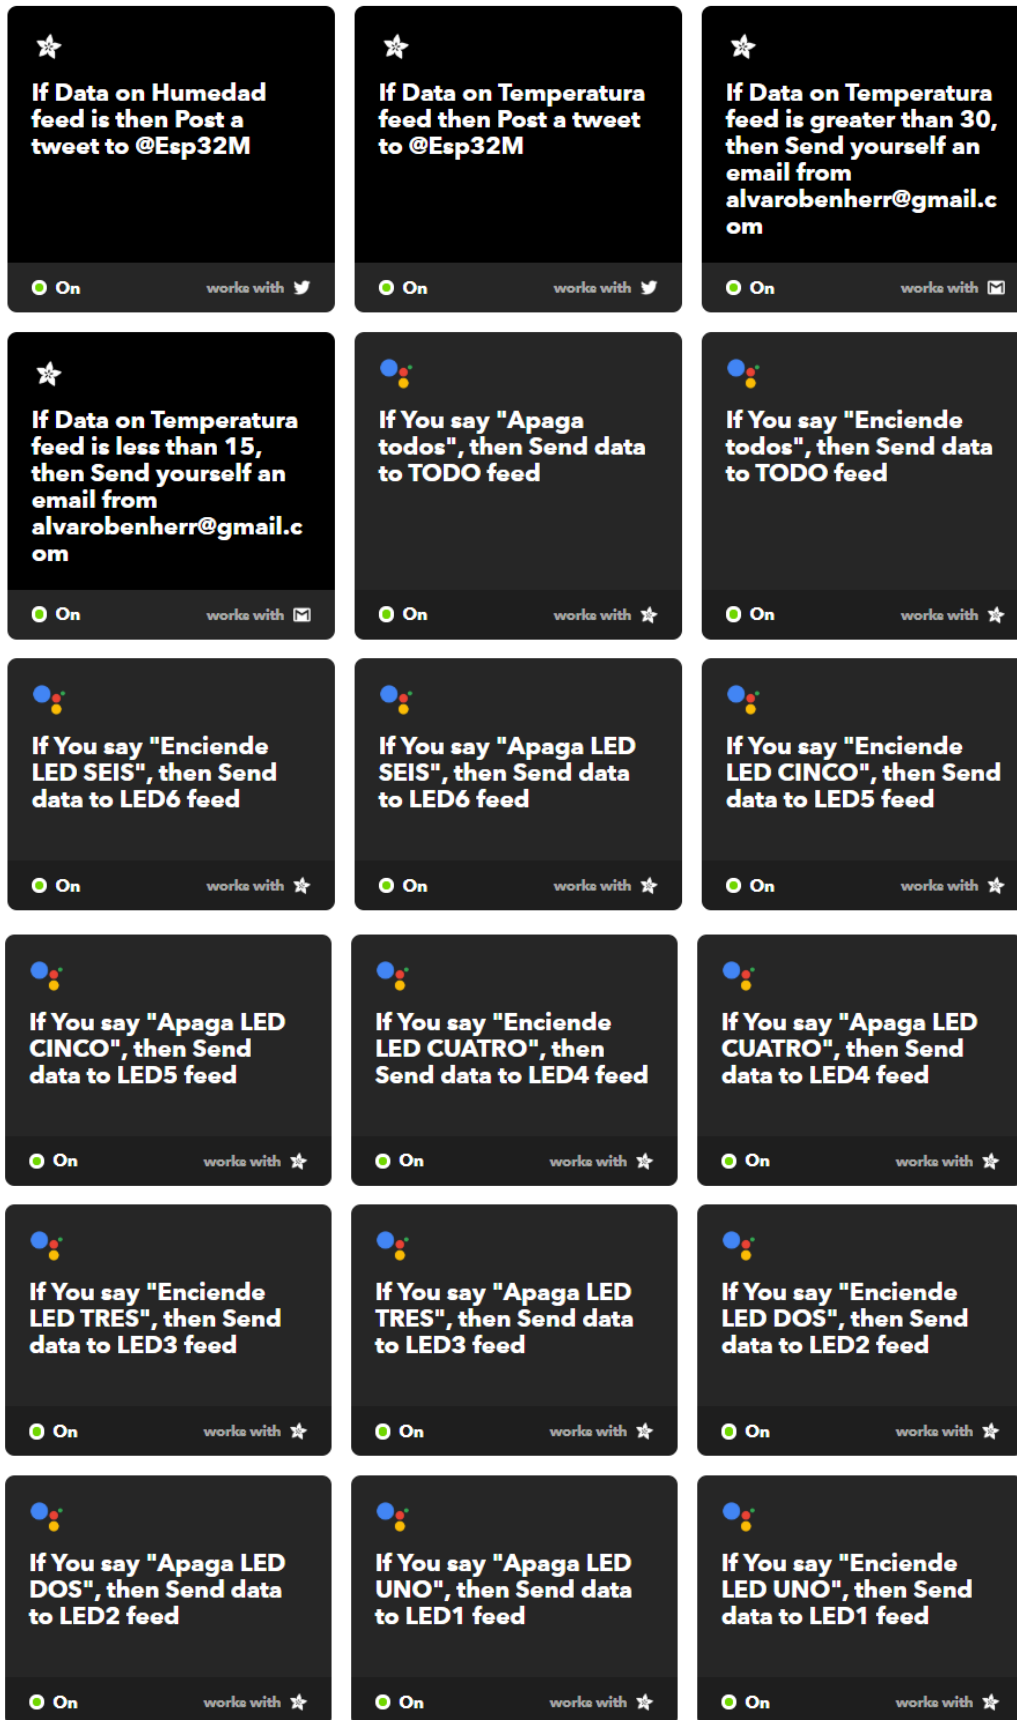 If Data on Humedad
feed is then Post a
tweet to @Esp32M
On
works with
If Data on Temperatura
feed then Post a tweet
to @Esp32M
On
works with
If Data on Temperatura
feed is greater than 30,
then Send yourself an
email from
alvarobenherr@gmail.c
om
On
works with
If Data on Temperatura
feed is less than 15,
then Send yourself an
email from
alvarobenherr@gmail.c
om
On
works with
If You say "Apaga
todos", then Send data
to TODO feed
On
works with
If You say "Enciende
todos", then Send data
to TODO feed
On
works with
If You say "Enciende
LED SEIS", then Send
data to LED6 feed
On
works with
If You say "Apaga LED
SEIS", then Send data
to LED6 feed
On
works with
If You say "Enciende
LED CINCO", then Send
data to LED5 feed
On
works with
If You say "Apaga LED
CINCO", then Send
data to LED5 feed
On
works with
If You say "Enciende
LED CUATRO", then
Send data to LED4 feed
On
works with
If You say "Apaga LED
CUATRO", then Send
data to LED4 feed
On
works with
If You say "Enciende
LED TRES", then Send
data to LED3 feed
On
works with
If You say "Apaga LED
TRES", then Send data
to LED3 feed
On
works with
If You say "Enciende
LED DOS", then Send
data to LED2 feed
On
works with
If You say "Apaga LED
DOS", then Send data
to LED2 feed
On
works with
If You say "Apaga LED
UNO", then Send data
to LED1 feed
On
works with
If You say "Enciende
LED UNO", then Send
data to LED1 feed
On
works with